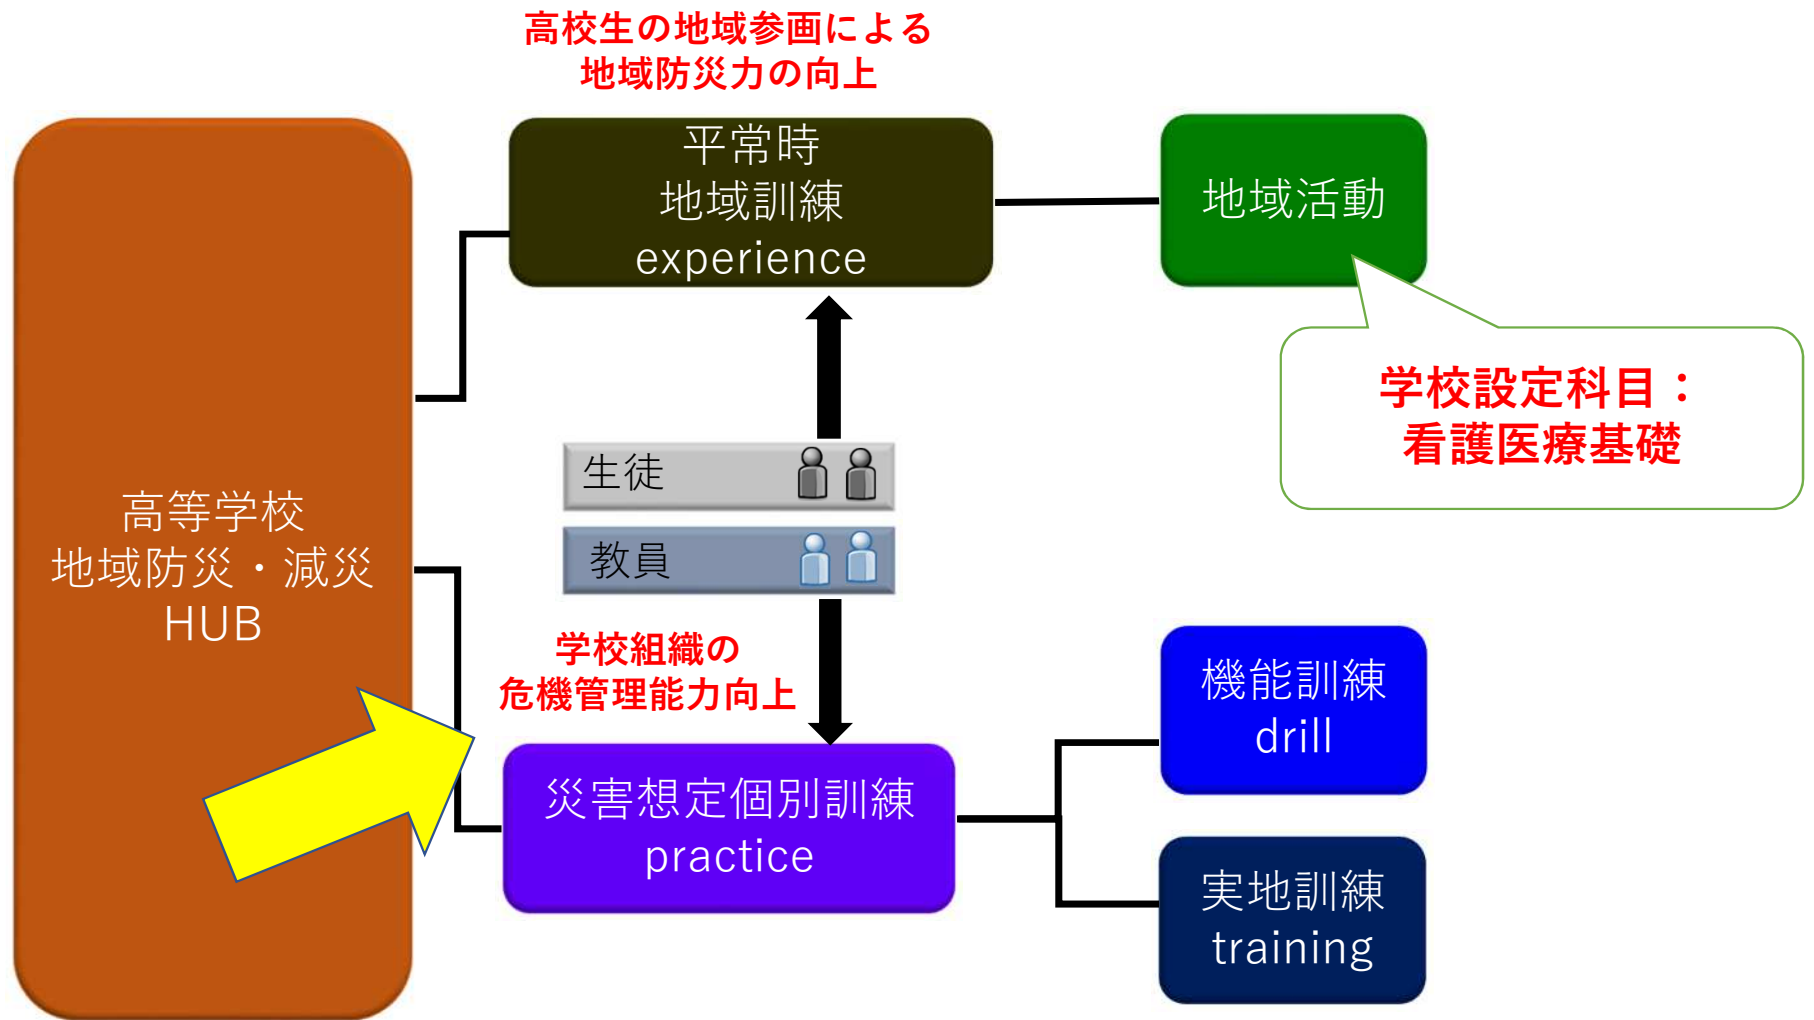 高校生の地域参画による
地域防災力の向上
高等学校
地域防災・減災
HUB
平常時
地域訓練
experience
地域活動
学校設定科目：
看護医療基礎
生徒
教員
学校組織の
危機管理能力向上
災害想定個別訓練
practice
機能訓練
drill
実地訓練
training